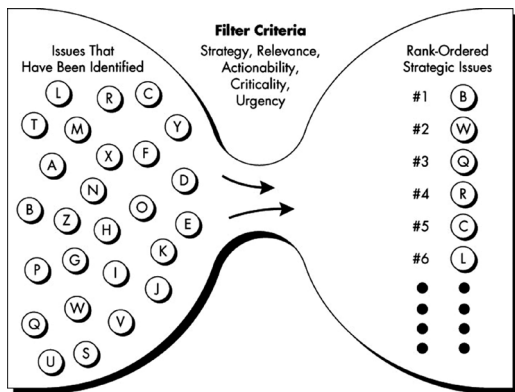 Issues That
Have Been Identified
Filter Criteria
Strategy, Relevance,
Actionability,
Criticality,
Urgency
Rank-Ordered
Strategic Issues
L
R
C
T
M
Y
A
X
F
N
D
B
Z
H
O
E
P
G
I
K
J
Q
W
V
U
S
#1 B
#2 W
#3 Q
#4 R
#5 C
#6 L